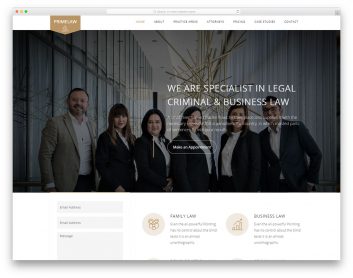 PRIMELAW
HOME ABOUT PRACTICE AREAS ATTORNEYS PRICING CASE STUDIES CONTACT
WE ARE SPECIALIST IN LEGAL
CRIMINAL & BUSINESS LAW
Make an Appointment
Email Address
Email Address
Message
FAMILY LAW
Even the all-powerful Pointing
has no control about the blind
texts it is an almost
unorthographic.
BUSINESS LAW
Even the all-powerful Pointing
has no control about the blind
texts it is an almost
unorthographic.